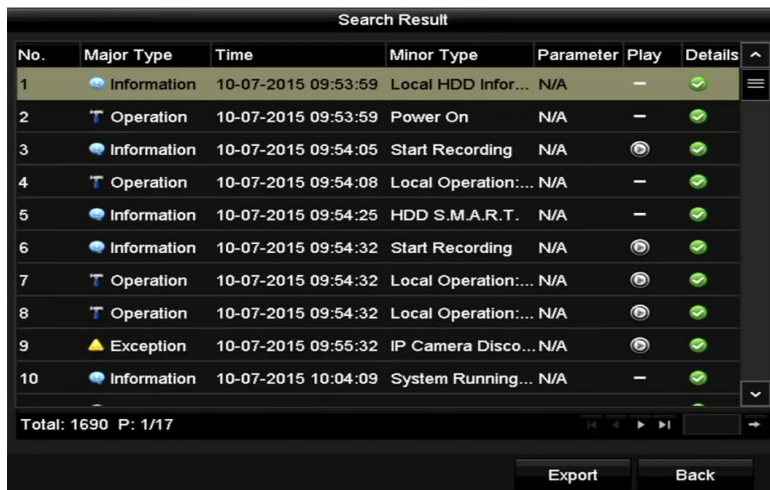 Search Result
No. Major Type Time Minor Type Parameter Play Details
1 Information 10-07-2015 09:53:59 Local HDD Infor... N/A –
2 Operation 10-07-2015 09:53:59 Power On N/A –
3 Information 10-07-2015 09:54:05 Start Recording N/A
4 Operation 10-07-2015 09:54:08 Local Operation:... N/A –
5 Information 10-07-2015 09:54:25 HDD S.M.A.R.T. N/A –
6 Information 10-07-2015 09:54:32 Start Recording N/A
7 Operation 10-07-2015 09:54:32 Local Operation:... N/A
8 Operation 10-07-2015 09:54:32 Local Operation:... N/A
9 Exception 10-07-2015 09:55:32 IP Camera Disco... N/A
10 Information 10-07-2015 10:04:09 System Running... N/A –
Total: 1690 P: 1/17
Export Back